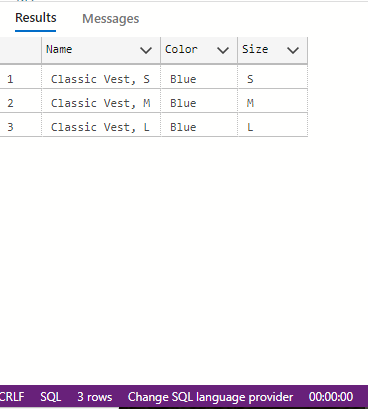 Results Messages
Name Color Size
1 Classic Vest, S Blue S
2 Classic Vest, M Blue M
3 Classic Vest, L Blue L
CRLF SQL 3 rows Change SQL language provider 00:00:00